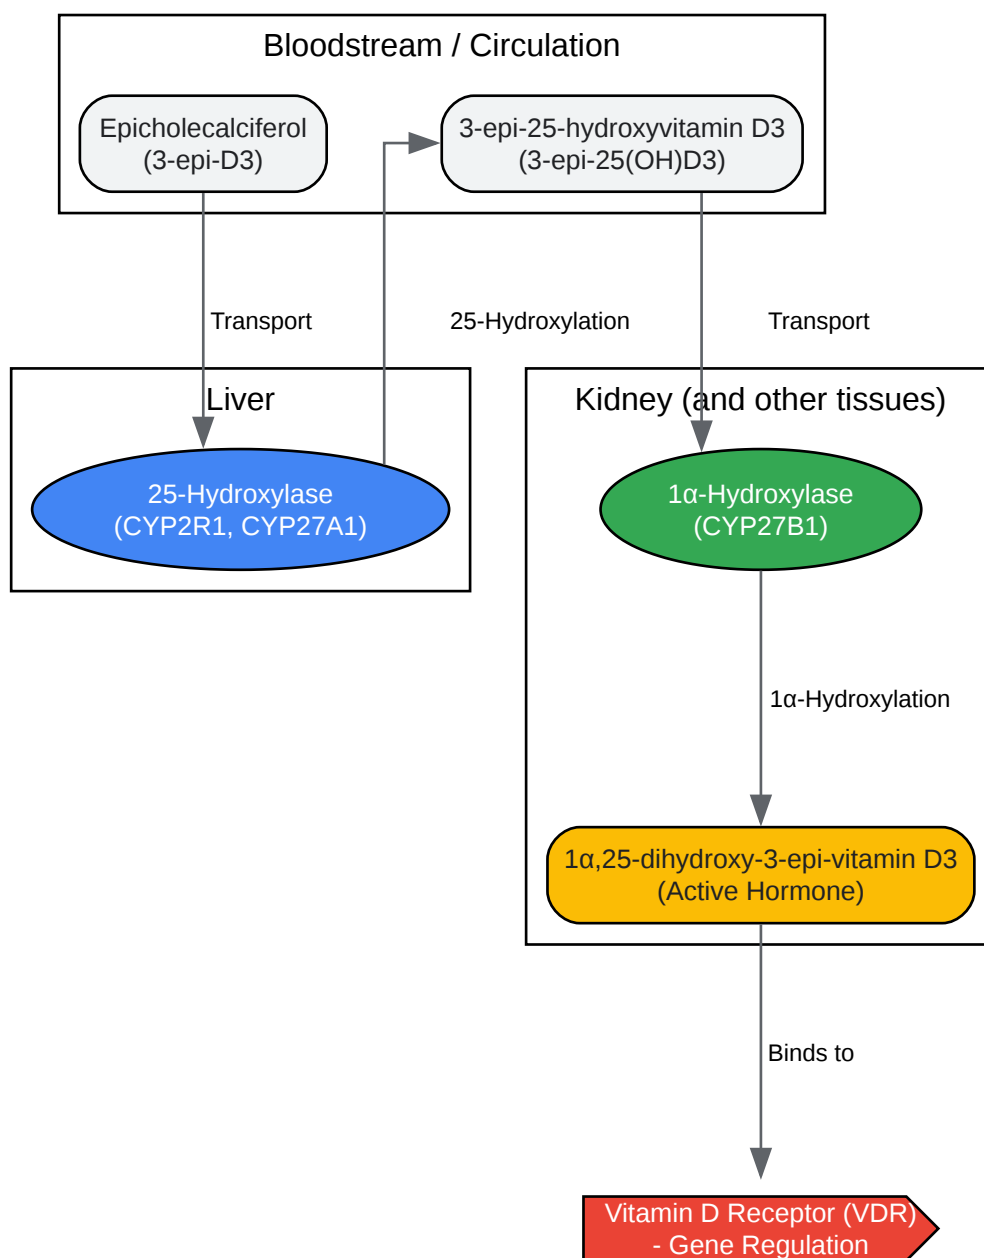 Bloodstream / Circulation
Epicholecalciferol
(3-epi-D3)
3-epi-25-hydroxyvitamin D3
(3-epi-25(OH)D3)
Transport
25-Hydroxylation
Transport
Liver
Kidney (and other tissues)
25-Hydroxylase
(CYP2R1, CYP27A1)
1α-Hydroxylase
(CYP27B1)
1α-Hydroxylation
1α,25-dihydroxy-3-epi-vitamin D3
(Active Hormone)
Binds to
Vitamin D Receptor (VDR)
- Gene Regulation